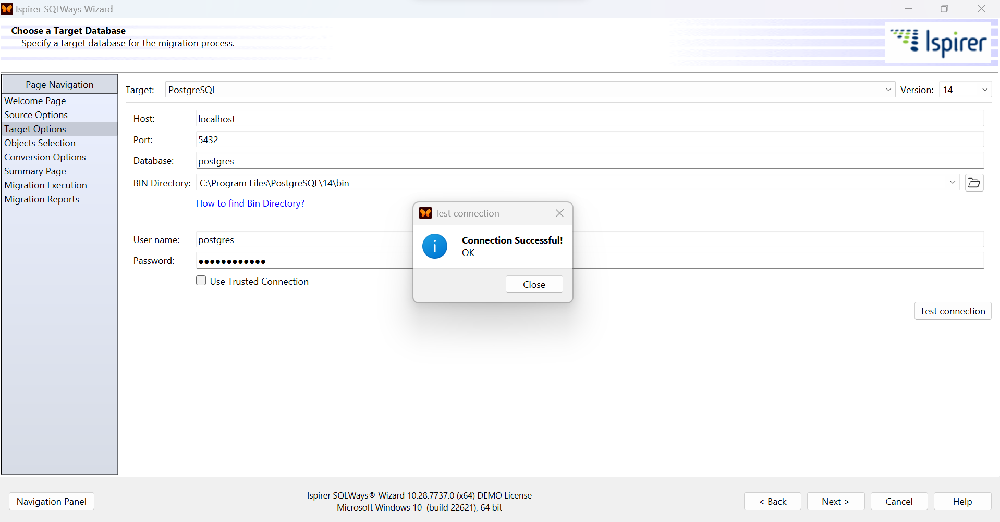 Ispirer SQLWays Wizard
Choose a Target Database
Specify a target database for the migration process.
Ispirer
Page Navigation
Welcome Page
Source Options
Target Options
Objects Selection
Conversion Options
Summary Page
Migration Execution
Migration Reports
Target: PostgreSQL Version: 14
Host: localhost
Port: 5432
Database: postgres
BIN Directory: C:\Program Files\PostgreSQL\14\bin
How to find Bin Directory?
User name: postgres
Password: ●●●●●●●●●●●●
Use Trusted Connection
Test connection
Test connection
Connection Successful!
OK
Close
Navigation Panel
Ispirer SQLWays® Wizard 10.28.7737.0 (x64) DEMO License
Microsoft Windows 10 (build 22621), 64 bit
< Back Next > Cancel Help